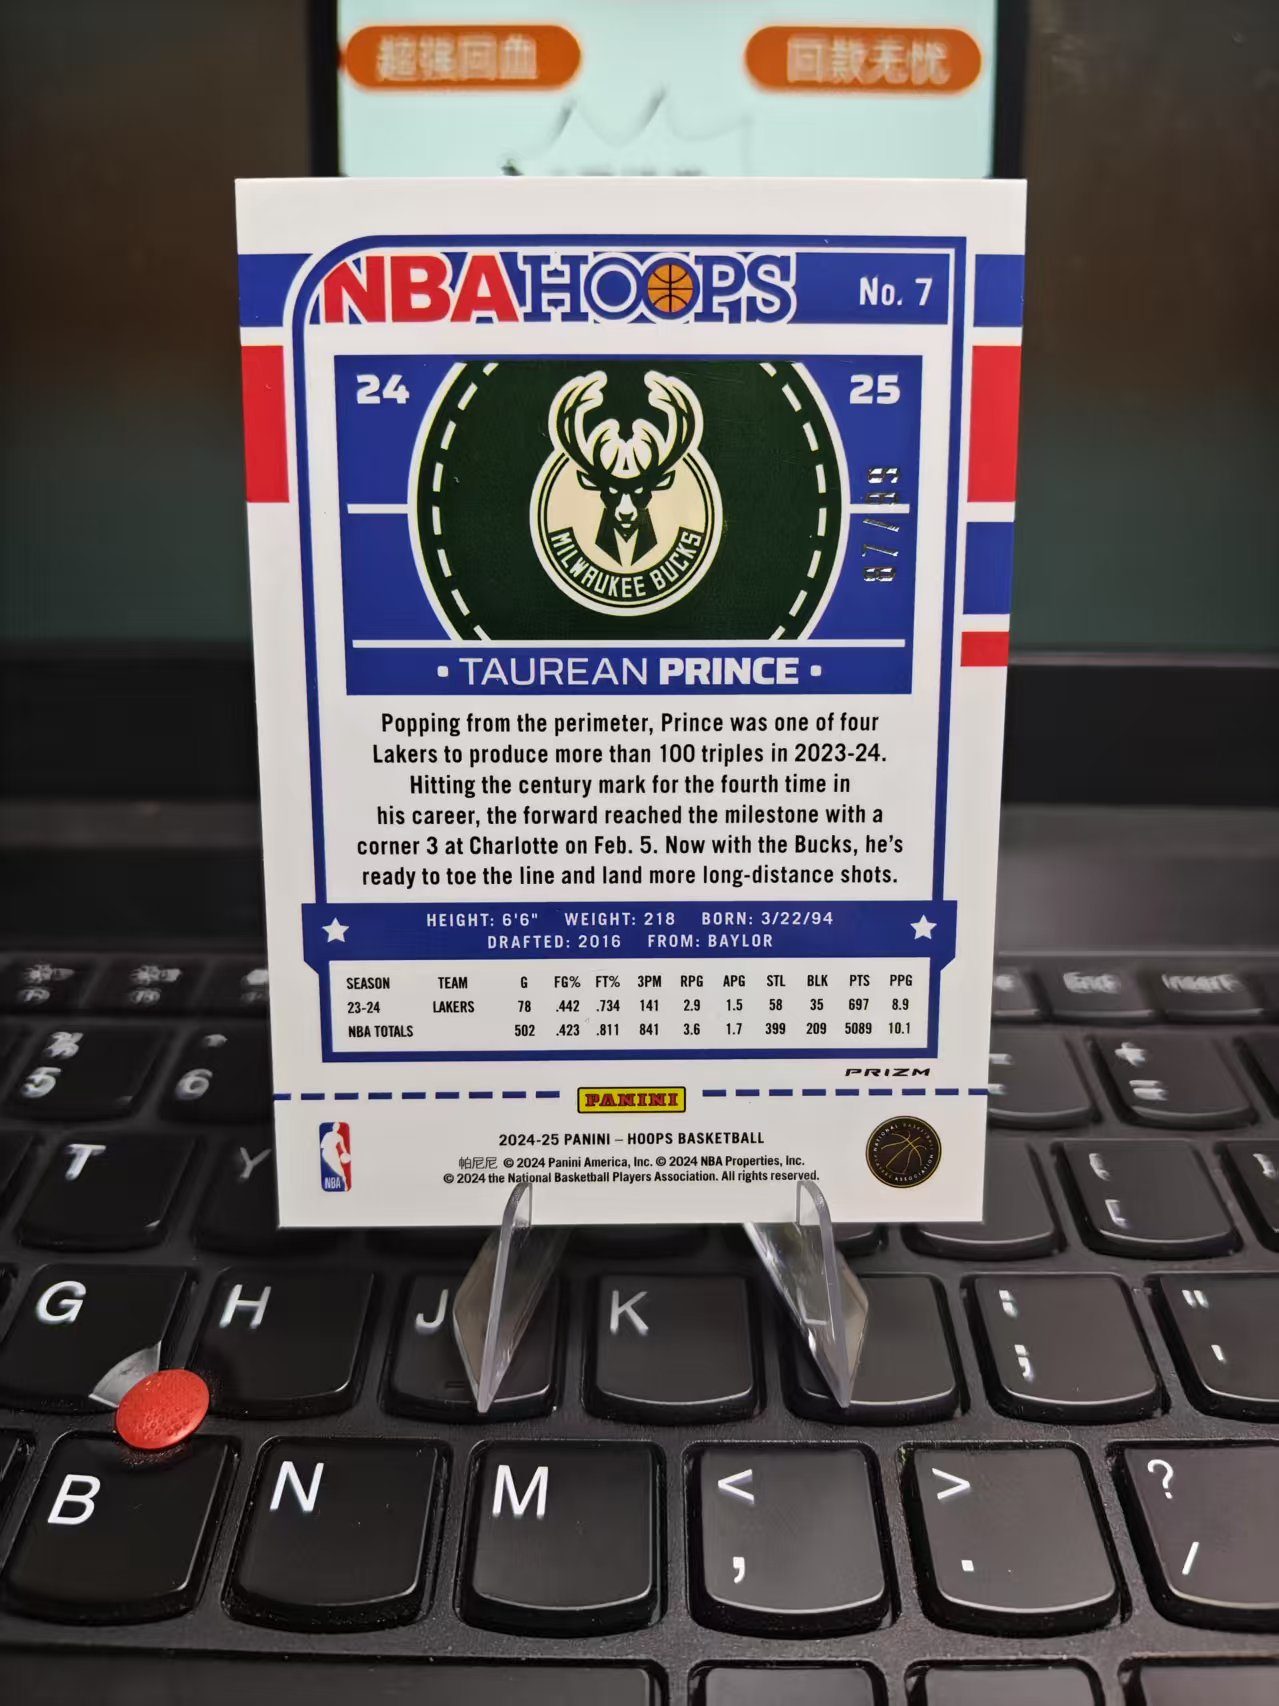 超强回血 回款无忧
NBA HOOPS No. 7
24 25
MILWAUKEE BUCKS
87/99
• TAUREAN PRINCE •
Popping from the perimeter, Prince was one of four
Lakers to produce more than 100 triples in 2023-24.
Hitting the century mark for the fourth time in
his career, the forward reached the milestone with a
corner 3 at Charlotte on Feb. 5. Now with the Bucks, he's
ready to toe the line and land more long-distance shots.
HEIGHT: 6'6" WEIGHT: 218 BORN: 3/22/94
DRAFTED: 2016 FROM: BAYLOR
SEASON TEAM G FG% FT% 3PM RPG APG STL BLK PTS PPG
23-24 LAKERS 78 .442 .734 141 2.9 1.5 58 35 697 8.9
NBA TOTALS 502 .423 .811 841 3.6 1.7 399 209 5089 10.1
PRIZM
PANINI
2024-25 PANINI – HOOPS BASKETBALL
帕尼尼 © 2024 Panini America, Inc. © 2024 NBA Properties, Inc.
© 2024 the National Basketball Players Association. All rights reserved.
NBA
NATIONAL BASKETBALL PLAYERS ASSOCIATION
End Insert
% ^
5 6
T Y
G H J K L : ; " '
B N M < , > . ? /